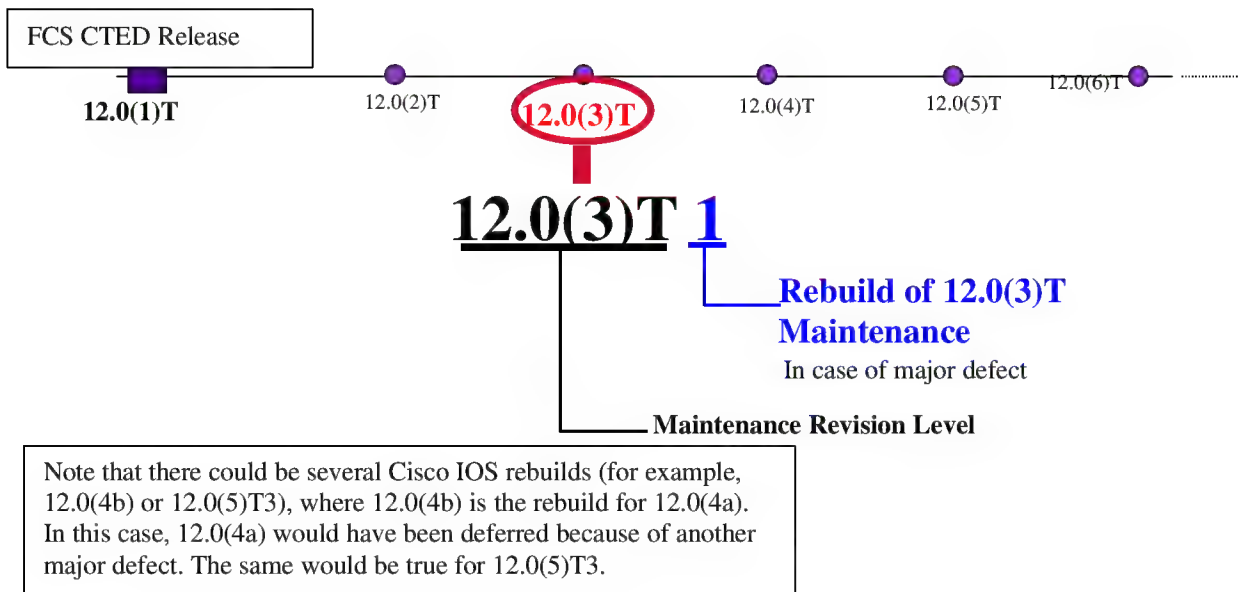 FCS CTED Release
12.0(1)T
12.0(2)T
12.0(3)T
12.0(4)T
12.0(5)T
12.0(6)T
12.0(3)T 1
Rebuild of 12.0(3)T
Maintenance
In case of major defect
Maintenance Revision Level
Note that there could be several Cisco IOS rebuilds (for example,
12.0(4b) or 12.0(5)T3), where 12.0(4b) is the rebuild for 12.0(4a).
In this case, 12.0(4a) would have been deferred because of another
major defect. The same would be true for 12.0(5)T3.